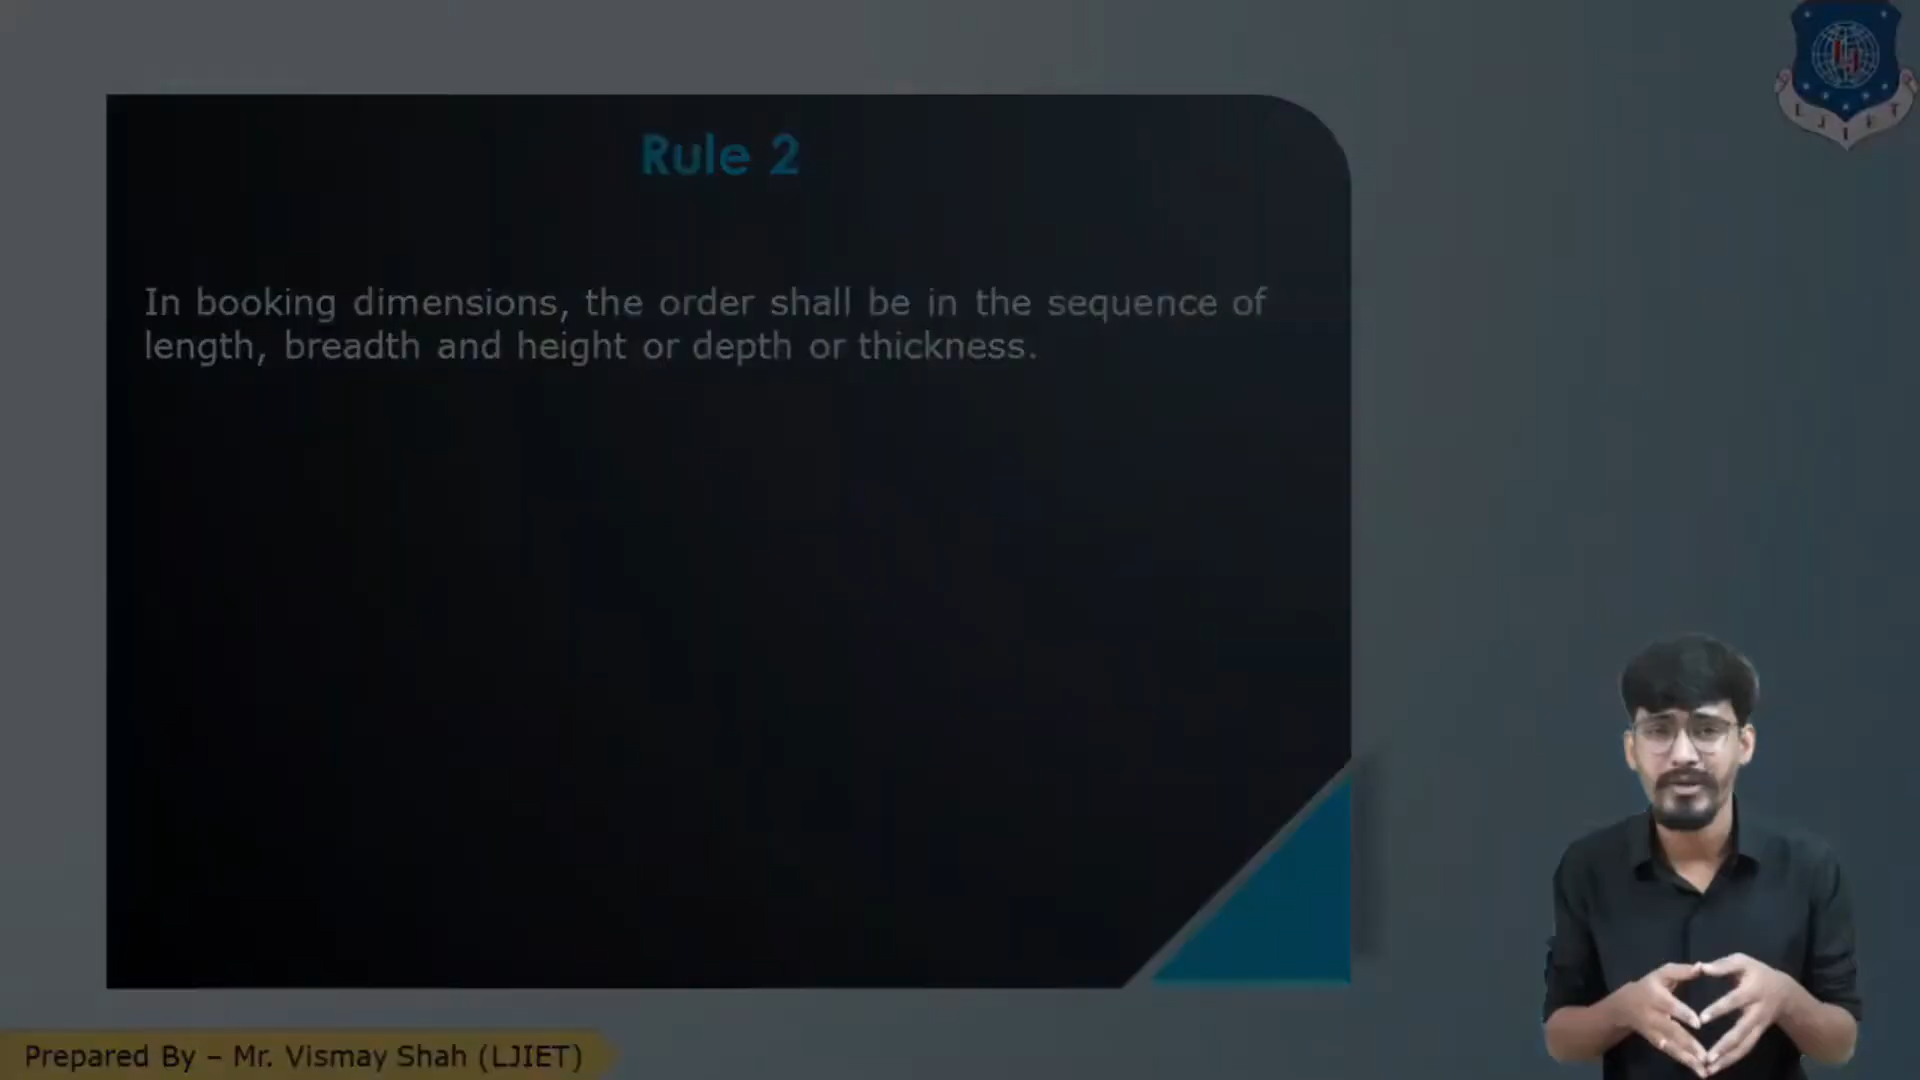 Rule 2
In booking dimensions, the order shall be in the sequence of
length, breadth and height or depth or thickness.
L J I E T
Prepared By – Mr. Vismay Shah (LJIET)